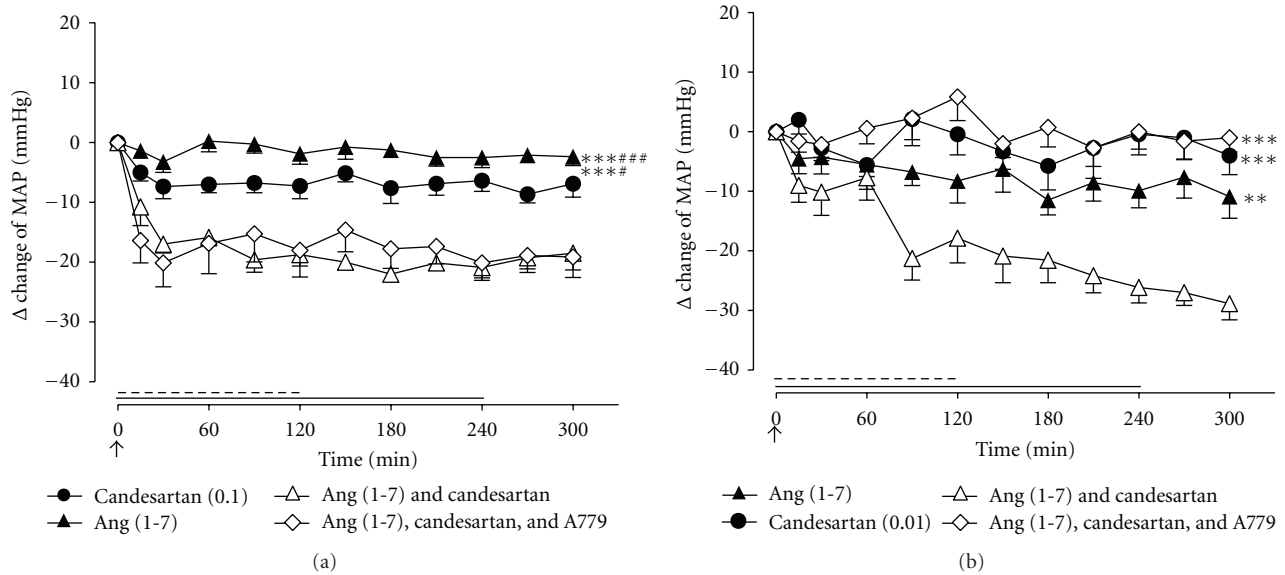 20
10
0
−10
−20
−30
−40
Δ change of MAP (mmHg)
∗∗∗###
∗∗∗#
0 60 120 180 240 300
↑
Time (min)
Candesartan (0.1)
Ang (1-7)
Ang (1-7) and candesartan
Ang (1-7), candesartan, and A779
(a)
20
10
0
−10
−20
−30
−40
Δ change of MAP (mmHg)
∗∗∗
∗∗∗
∗∗
0 60 120 180 240 300
↑
Time (min)
Ang (1-7)
Candesartan (0.01)
Ang (1-7) and candesartan
Ang (1-7), candesartan, and A779
(b)